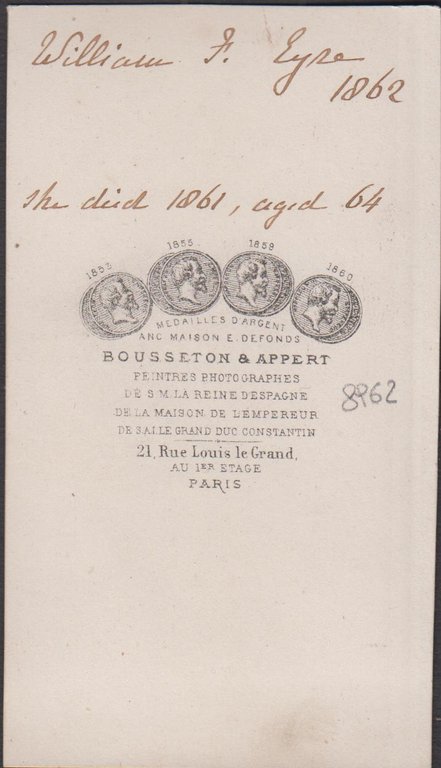 William F. Eyre
1862
she died 1861, aged 64
1853 1855 1859 1860
MEDAILLES D'ARGENT
ANC MAISON E. DEFONDS
BOUSSETON & APPERT
PEINTRES PHOTOGRAPHES
DE S.M. LA REINE D'ESPAGNE
DE LA MAISON DE L'EMPEREUR
DE S.A.I. LE GRAND DUC CONSTANTIN
21, Rue Louis le Grand,
AU 1ER ETAGE
PARIS
8962